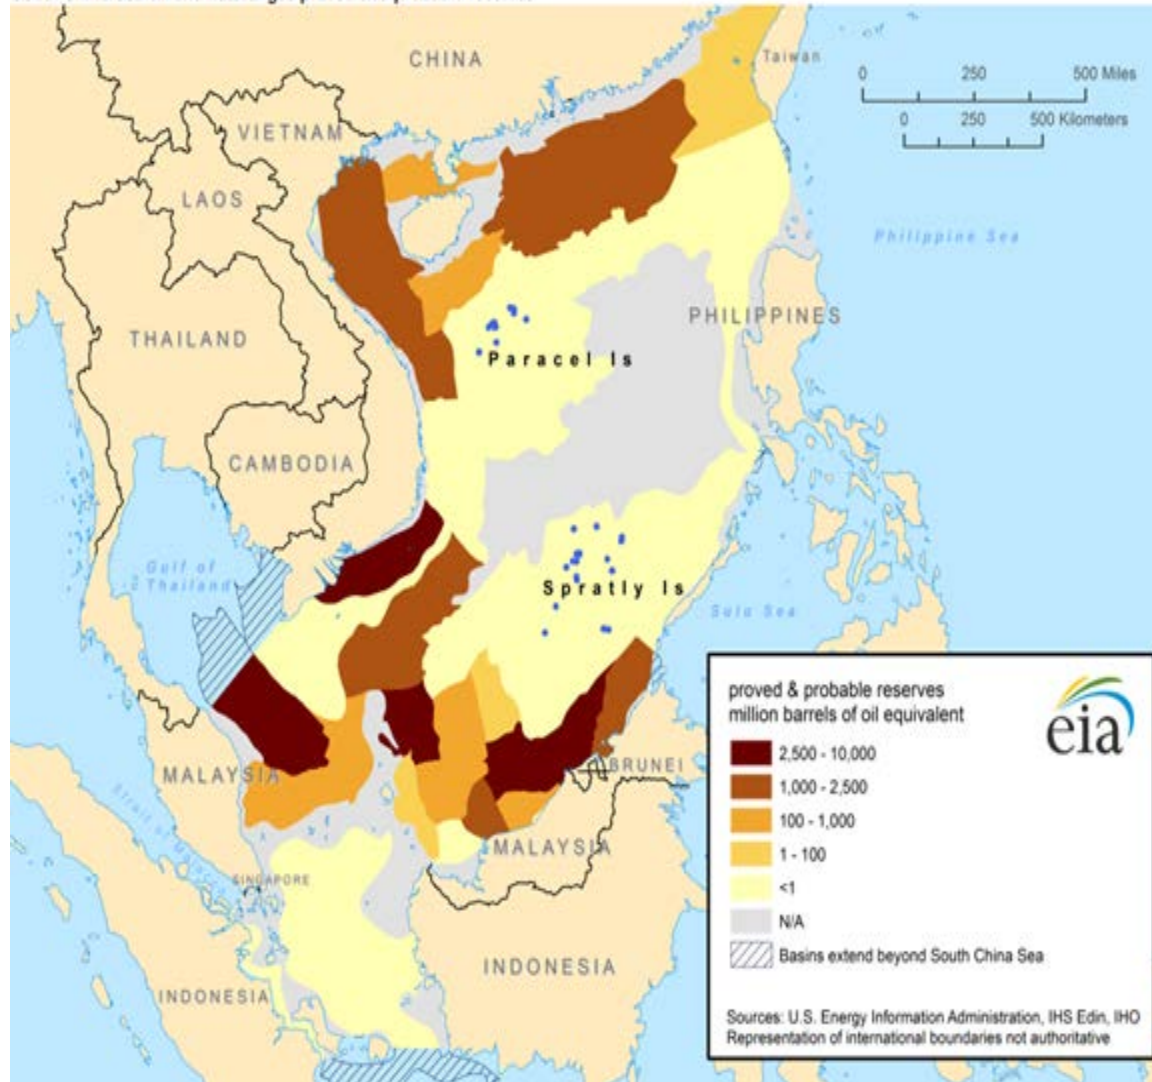 CHINA
Taiwan
0 250 500 Miles
0 250 500 Kilometers
VIETNAM
LAOS
Philippine Sea
THAILAND
PHILIPPINES
Paracel Is
CAMBODIA
Gulf of
Thailand
Spratly Is
Sulu Sea
proved & probable reserves
million barrels of oil equivalent
eia
2,500 - 10,000
1,000 - 2,500
100 - 1,000
1 - 100
<1
N/A
Basins extend beyond South China Sea
Sources: U.S. Energy Information Administration, IHS Edin, IHO
Representation of international boundaries not authoritative
MALAYSIA
BRUNEI
Strait of Malacca
MALAYSIA
SINGAPORE
INDONESIA
INDONESIA